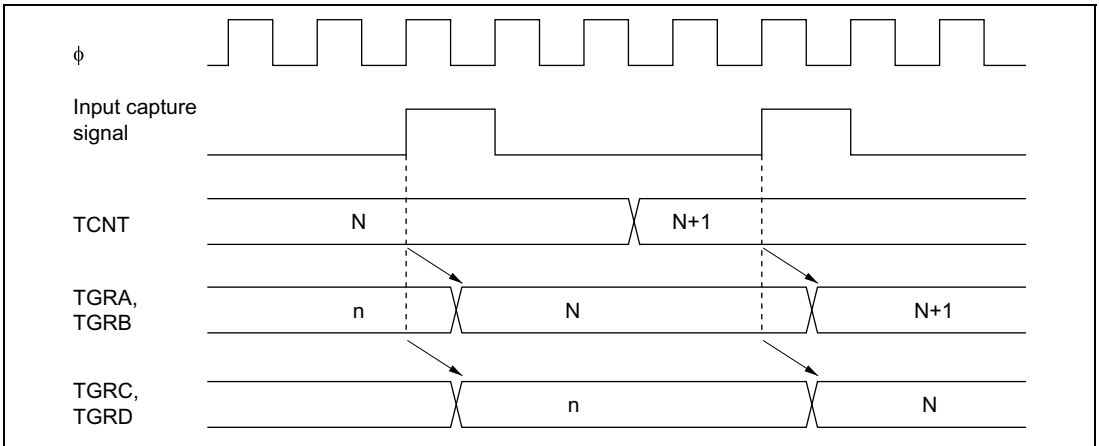 ϕ
Input capture
signal
TCNT
N
N+1
TGRA,
TGRB
n
N
N+1
TGRC,
TGRD
n
N